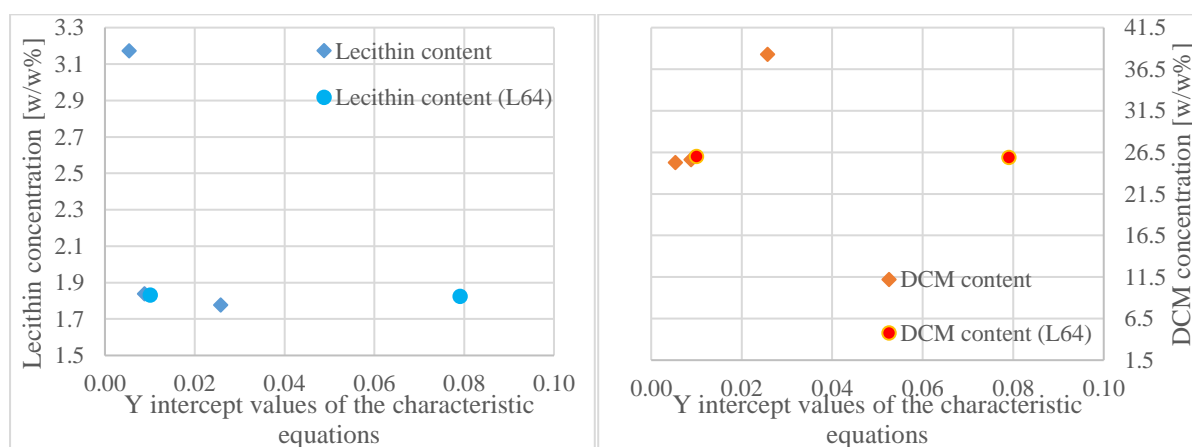 Lecithin concentration [w/w%]
3.3
3.1
2.9
2.7
2.5
2.3
2.1
1.9
1.7
1.5
Lecithin content
Lecithin content (L64)
0.00 0.02 0.04 0.06 0.08 0.10
Y intercept values of the characteristic
equations
DCM concentration [w/w%]
41.5
36.5
31.5
26.5
21.5
16.5
11.5
6.5
1.5
DCM content
DCM content (L64)
0.00 0.02 0.04 0.06 0.08 0.10
Y intercept values of the characteristic
equations